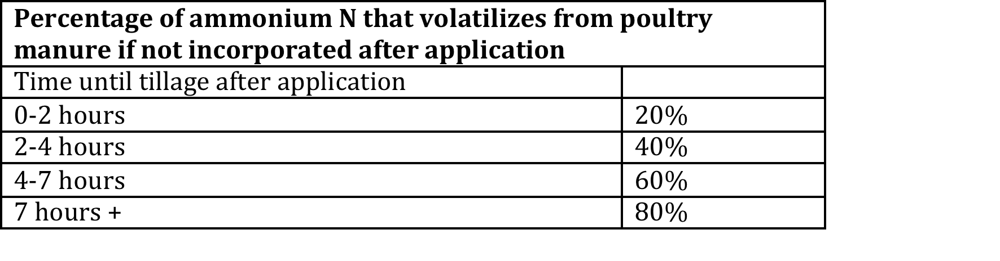 Percentage of ammonium N that volatilizes from poultry
manure if not incorporated after application
Time until tillage after application
0-2 hours 20%
2-4 hours 40%
4-7 hours 60%
7 hours + 80%